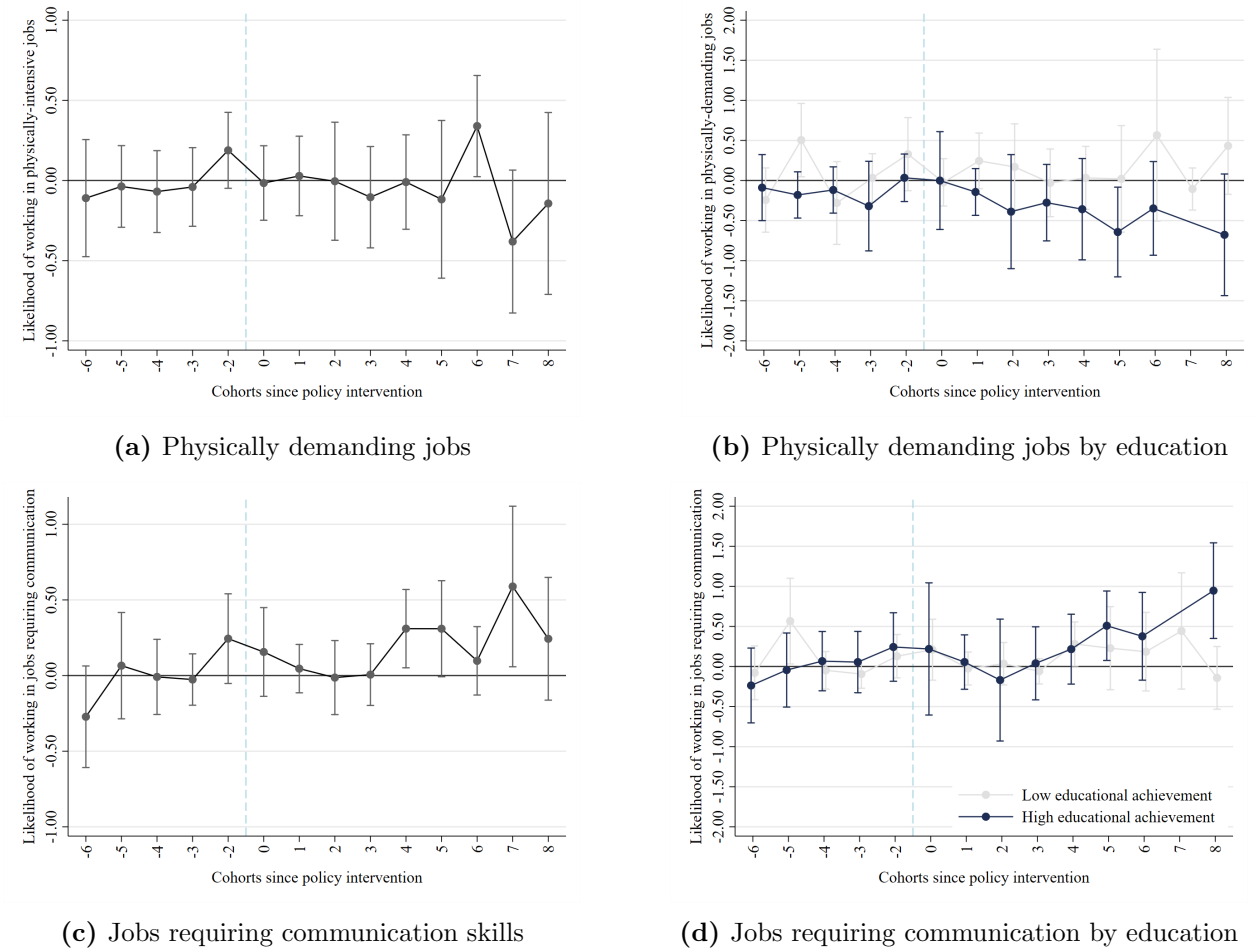 Likelihood of working in physically-intensive jobs
1.00
0.50
0.00
-0.50
-1.00
-6 -5 -4 -3 -2 0 1 2 3 4 5 6 7 8
Cohorts since policy intervention
(a) Physically demanding jobs
Likelihood of working in physically-demanding jobs
2.00
1.50
1.00
0.50
0.00
-0.50
-1.00
-1.50
-2.00
-6 -5 -4 -3 -2 0 1 2 3 4 5 6 7 8
Cohorts since policy intervention
(b) Physically demanding jobs by education
Likelihood of working in jobs requiring communication
1.00
0.50
0.00
-0.50
-1.00
-6 -5 -4 -3 -2 0 1 2 3 4 5 6 7 8
Cohorts since policy intervention
(c) Jobs requiring communication skills
Likelihood of working in jobs requiring communication
2.00
1.50
1.00
0.50
0.00
-0.50
-1.00
-1.50
-2.00
Low educational achievement
High educational achievement
-6 -5 -4 -3 -2 0 1 2 3 4 5 6 7 8
Cohorts since policy intervention
(d) Jobs requiring communication by education